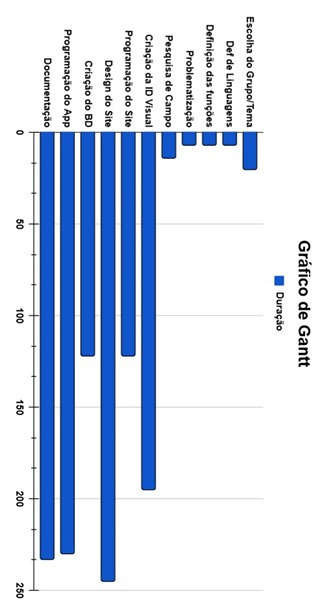 Gráfico de Gantt
Duração
Escolha do Grupo/Tema
Def de Linguagens
Definição das funções
Problematização
Pesquisa de Campo
Criação da ID Visual
Programação do Site
Design do Site
Criação do BD
Programação do App
Documentação
0
50
100
150
200
250